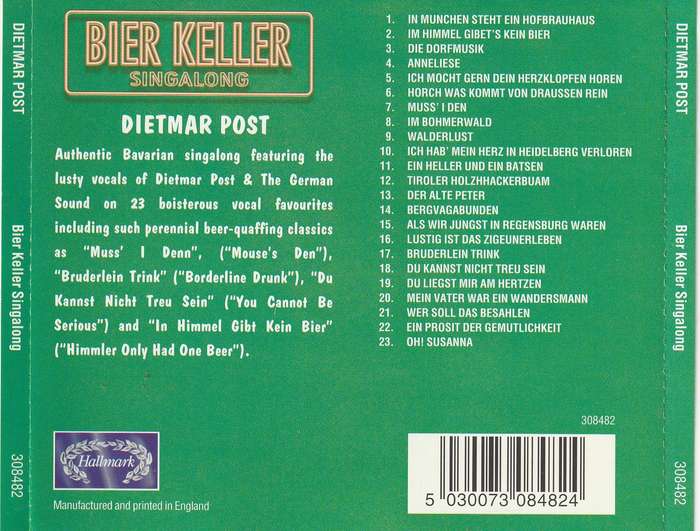 DIETMAR POST
Bier Keller Singalong
308482
BIER KELLER
SINGALONG
DIETMAR POST
Authentic Bavarian singalong featuring the
lusty vocals of Dietmar Post & The German
Sound on 23 boisterous vocal favourites
including such perennial beer-quaffing classics
as "Muss' I Denn", ("Mouse's Den"),
"Bruderlein Trink" ("Borderline Drunk"), "Du
Kannst Nicht Treu Sein" ("You Cannot Be
Serious") and "In Himmel Gibt Kein Bier"
("Himmler Only Had One Beer").
Hallmark
Manufactured and printed in England
1. IN MUNCHEN STEHT EIN HOFBRAUHAUS
2. IM HIMMEL GIBET'S KEIN BIER
3. DIE DORFMUSIK
4. ANNELIESE
5. ICH MOCHT GERN DEIN HERZKLOPFEN HOREN
6. HORCH WAS KOMMT VON DRAUSSEN REIN
7. MUSS' I DEN
8. IM BOHMERWALD
9. WALDERLUST
10. ICH HAB' MEIN HERZ IN HEIDELBERG VERLOREN
11. EIN HELLER UND EIN BATSEN
12. TIROLER HOLZHHACKERBUAM
13. DER ALTE PETER
14. BERGVAGABUNDEN
15. ALS WIR JUNGST IN REGENSBURG WAREN
16. LUSTIG IST DAS ZIGEUNERLEBEN
17. BRUDERLEIN TRINK
18. DU KANNST NICHT TREU SEIN
19. DU LIEGST MIR AM HERTZEN
20. MEIN VATER WAR EIN WANDERSMANN
21. WER SOLL DAS BESAHLEN
22. EIN PROSIT DER GEMUTLICHKEIT
23. OH! SUSANNA
308482
5 030073 084824
DIETMAR POST
Bier Keller Singalong
308482